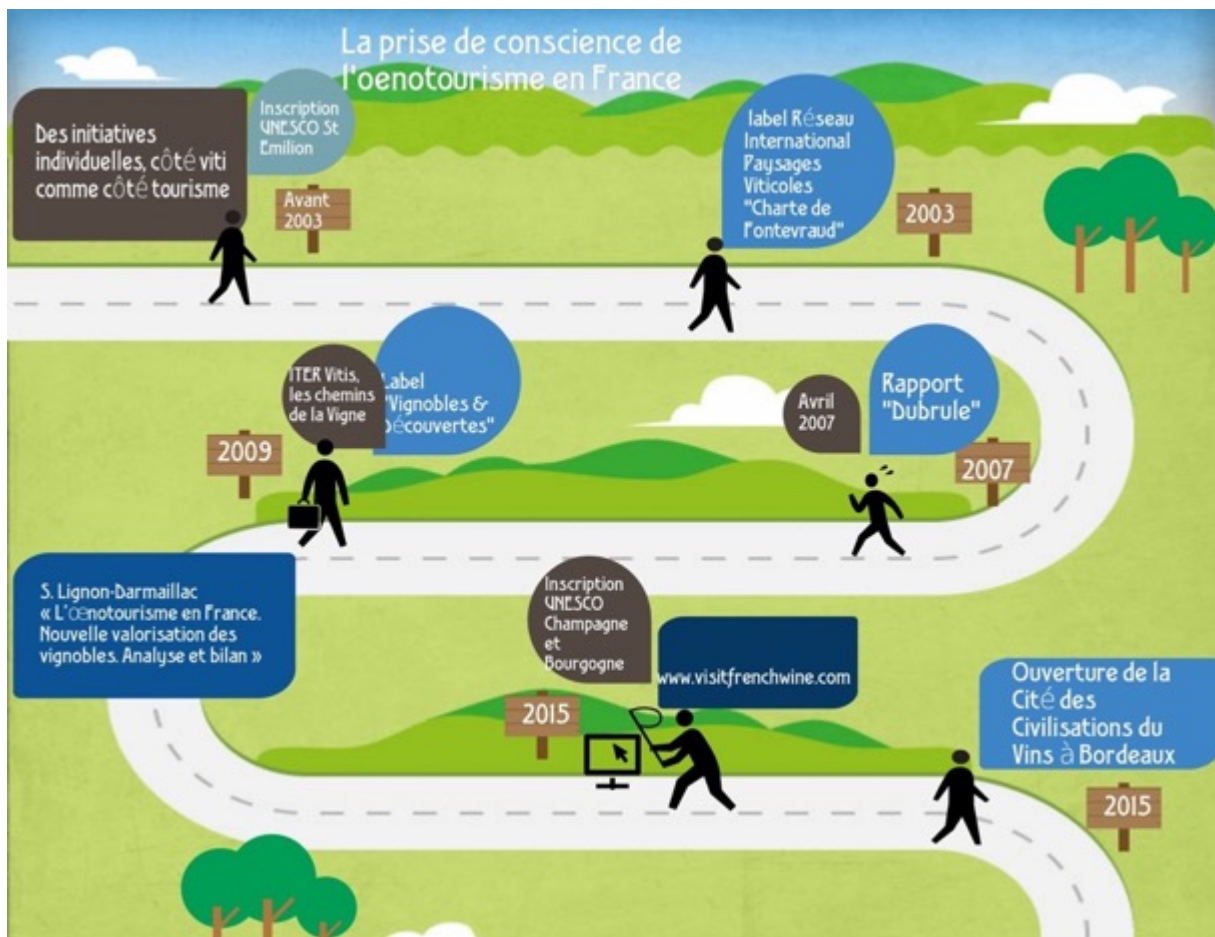 La prise de conscience de
l'oenotourisme en France
Des initiatives
individuelles, côté viti
comme côté tourisme
Inscription
UNESCO St
Emilion
Avant
2003
label Réseau
International
Paysages
Viticoles
"Charte de
Fontevraud"
2003
Rapport
"Dubrule"
Avril
2007
2007
ITER Vitis,
les chemins
de la Vigne
Label
"Vignobles &
Découvertes"
2009
S. Lignon-Darmaillac
« L'œnotourisme en France.
Nouvelle valorisation des
vignobles. Analyse et bilan »
Inscription
UNESCO
Champagne
et
Bourgogne
2015
www.visitfrenchwine.com
Ouverture de la
Cité des
Civilisations du
Vins à Bordeaux
2015